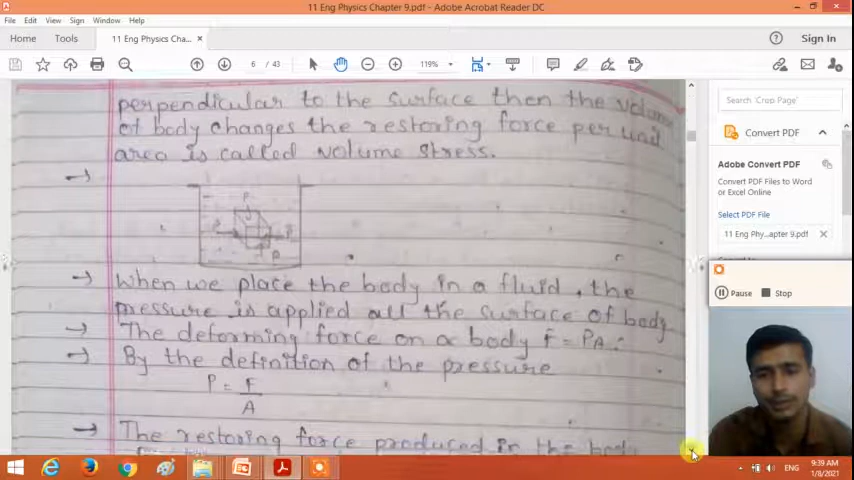 11 Eng Physics Chapter 9.pdf - Adobe Acrobat Reader DC
File Edit View Sign Window Help
Home Tools 11 Eng Physics Cha... × Sign In
6 / 43 119%
perpendicular to the surface then the volume
of body changes the restoring force per unit
area is called volume stress.
When we place the body in a fluid, the
pressure is applied all the surface of body
The deforming force on a body F = PA.
By the definition of the pressure
P = F
A
The restoring force produced in the body
Search 'Crop Page'
Convert PDF
Adobe Convert PDF
Convert PDF Files to Word
or Excel Online
Select PDF File
11 Eng Phy...apter 9.pdf ×
Pause Stop
ENG
9:39 AM
1/8/2021